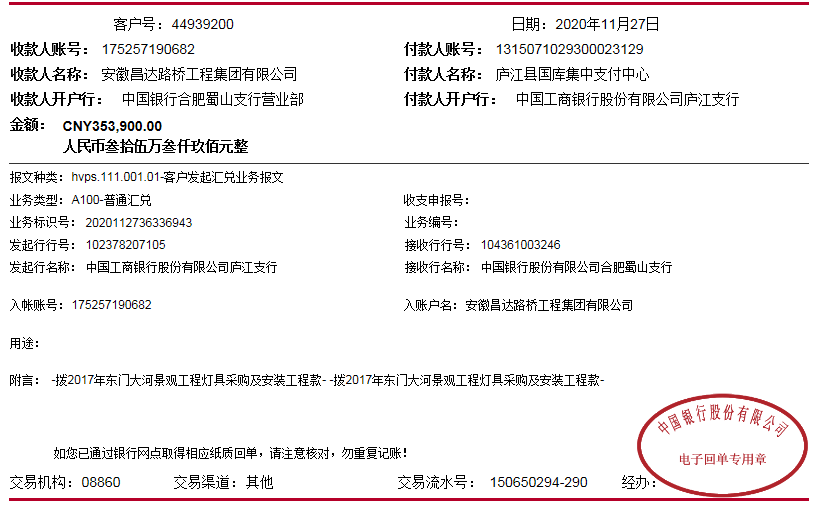 客户号：44939200 日期：2020年11月27日
收款人账号：175257190682 付款人账号：1315071029300023129
收款人名称：安徽昌达路桥工程集团有限公司 付款人名称：庐江县国库集中支付中心
收款人开户行：中国银行合肥蜀山支行营业部 付款人开户行：中国工商银行股份有限公司庐江支行
金额：CNY353,900.00
人民币叁拾伍万叁仟玖佰元整
报文种类：hvps.111.001.01-客户发起汇兑业务报文
业务类型：A100-普通汇兑 收支申报号：
业务标识号：2020112736336943 业务编号：
发起行行号：102378207105 接收行行号：104361003246
发起行名称：中国工商银行股份有限公司庐江支行 接收行名称：中国银行股份有限公司合肥蜀山支行
入帐账号：175257190682 入账户名：安徽昌达路桥工程集团有限公司
用途：
附言：-拨2017年东门大河景观工程灯具采购及安装工程款- -拨2017年东门大河景观工程灯具采购及安装工程款-
中国银行股份有限公司
电子回单专用章
如您已通过银行网点取得相应纸质回单，请注意核对，勿重复记账！
交易机构：08860 交易渠道：其他 交易流水号：150650294-290 经办：